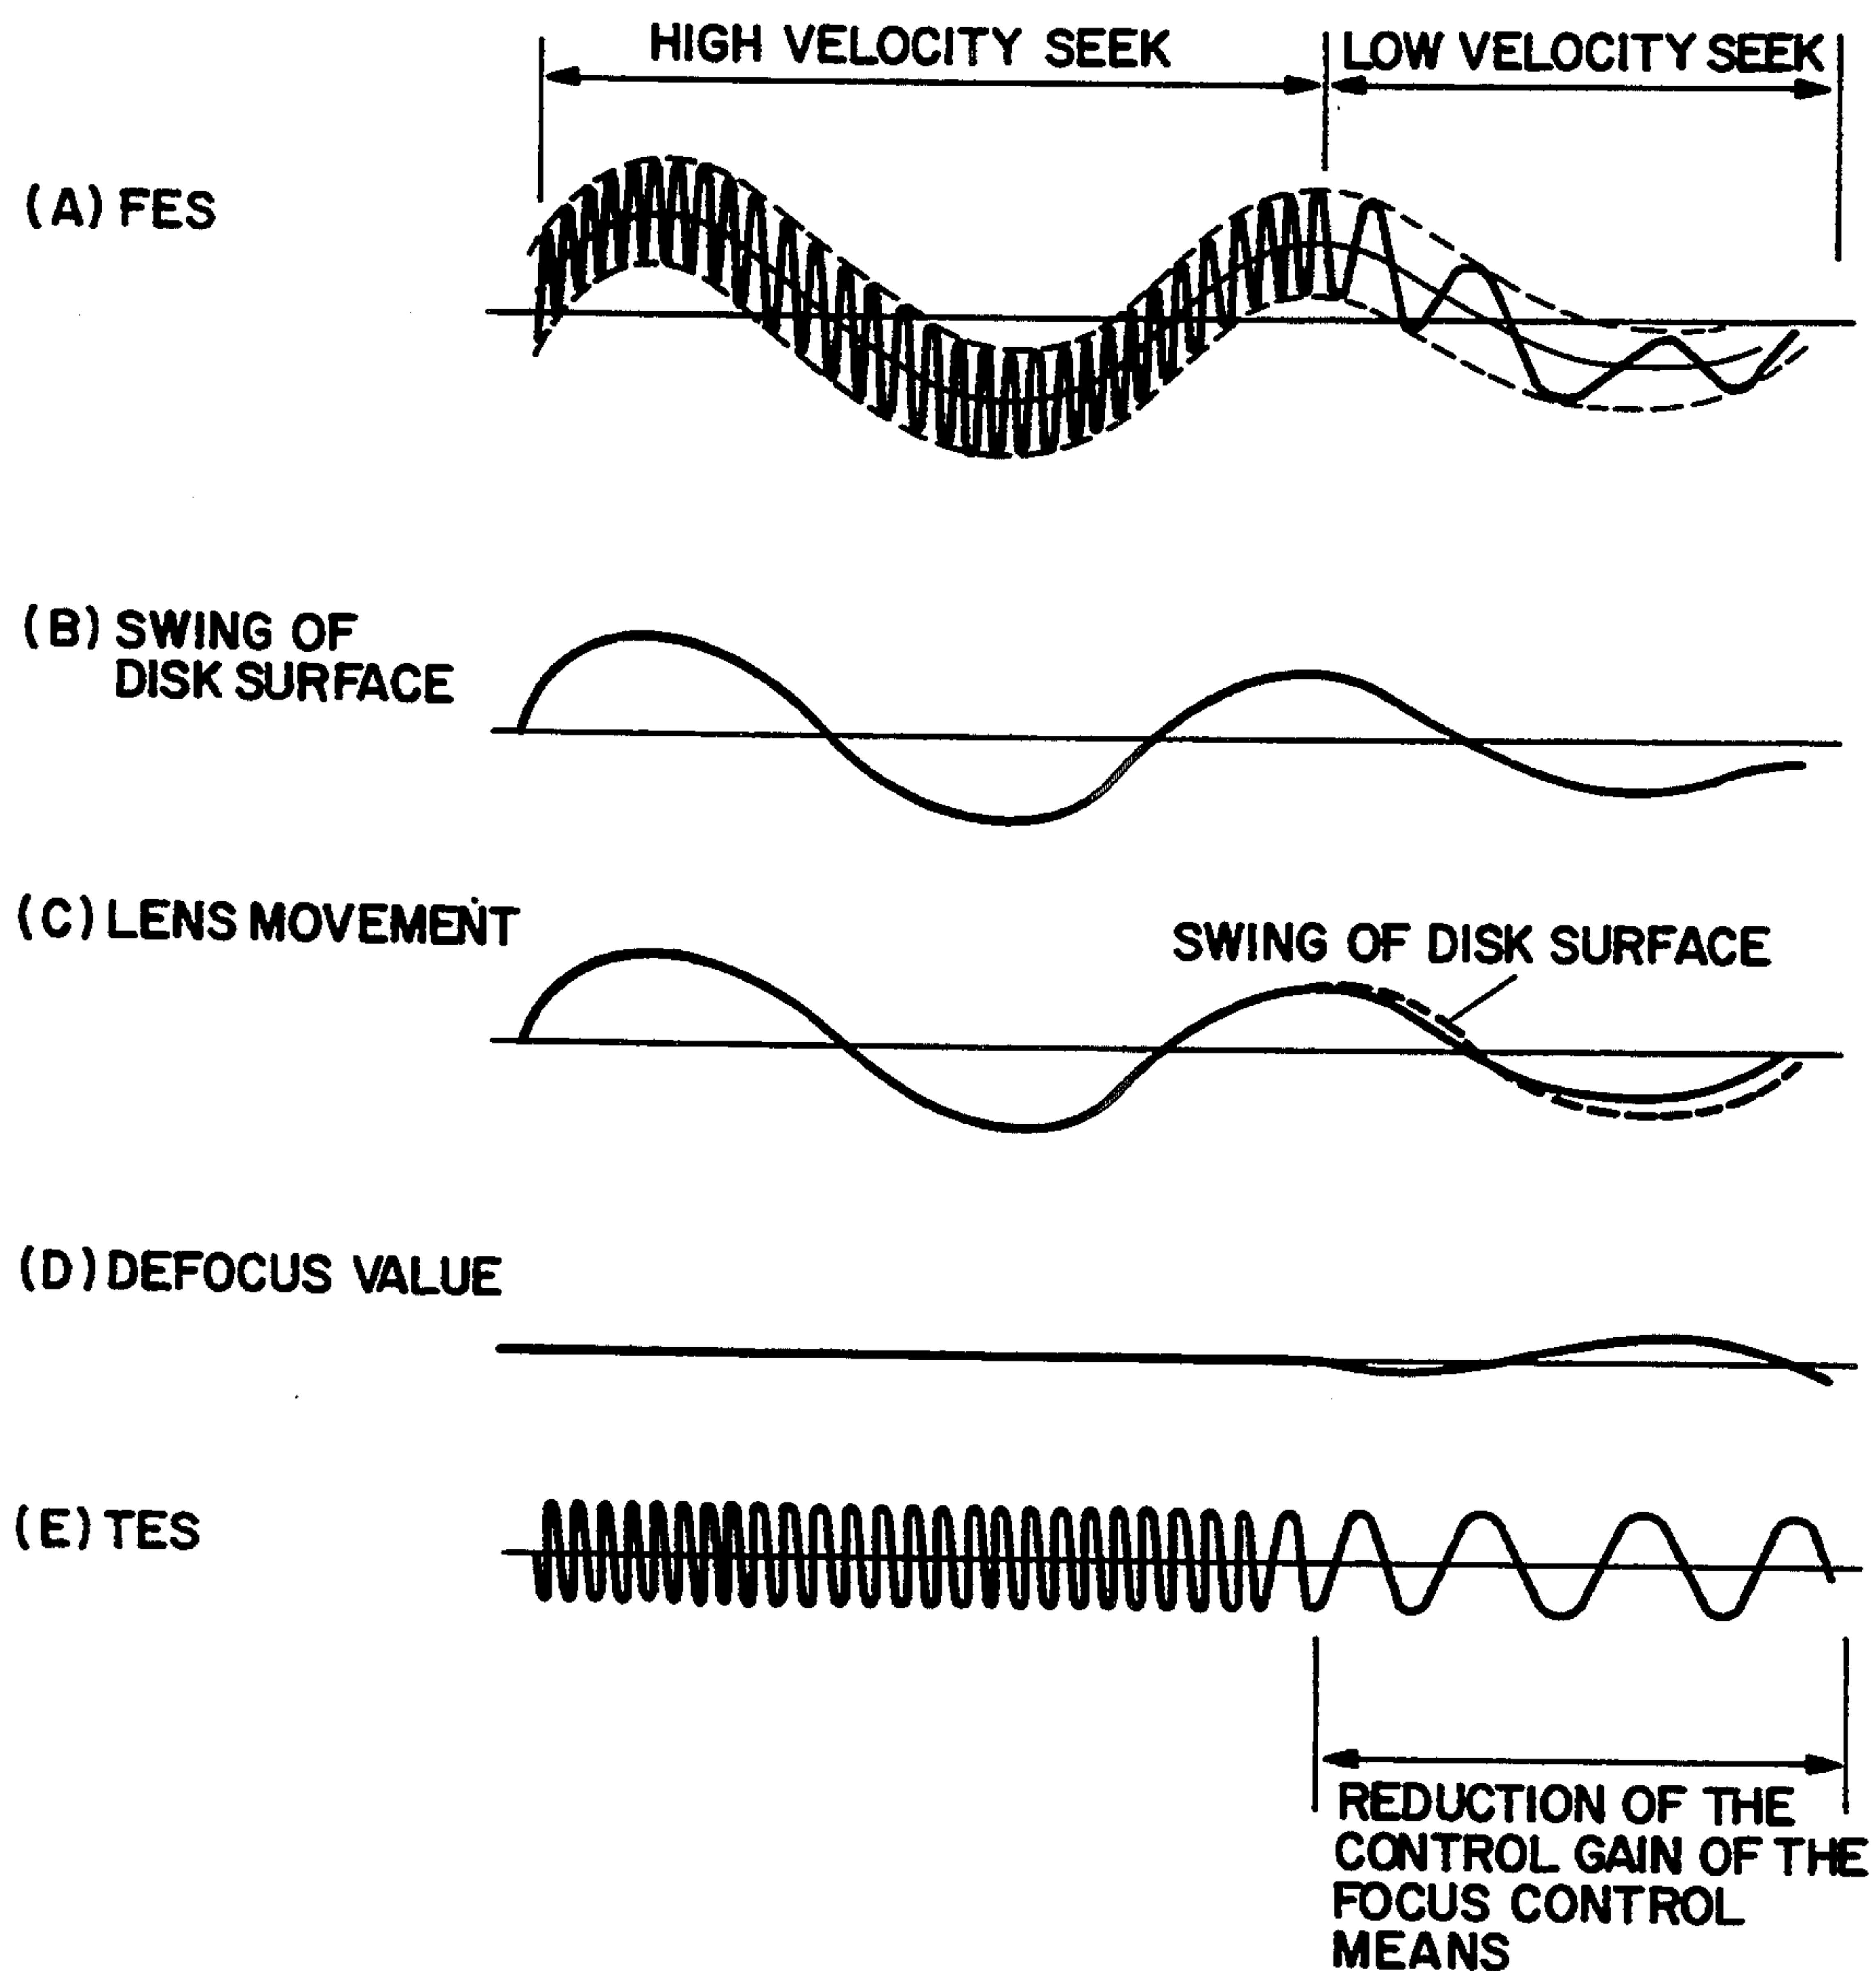 HIGH VELOCITY SEEK
LOW VELOCITY SEEK
(A) FES
(B) SWING OF
DISK SURFACE
(C) LENS MOVEMENT
SWING OF DISK SURFACE
(D) DEFOCUS VALUE
(E) TES
REDUCTION OF THE
CONTROL GAIN OF THE
FOCUS CONTROL
MEANS